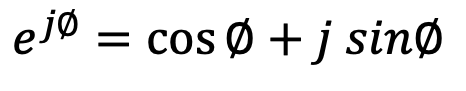 e^{j∅} = cos ∅ + j sin∅